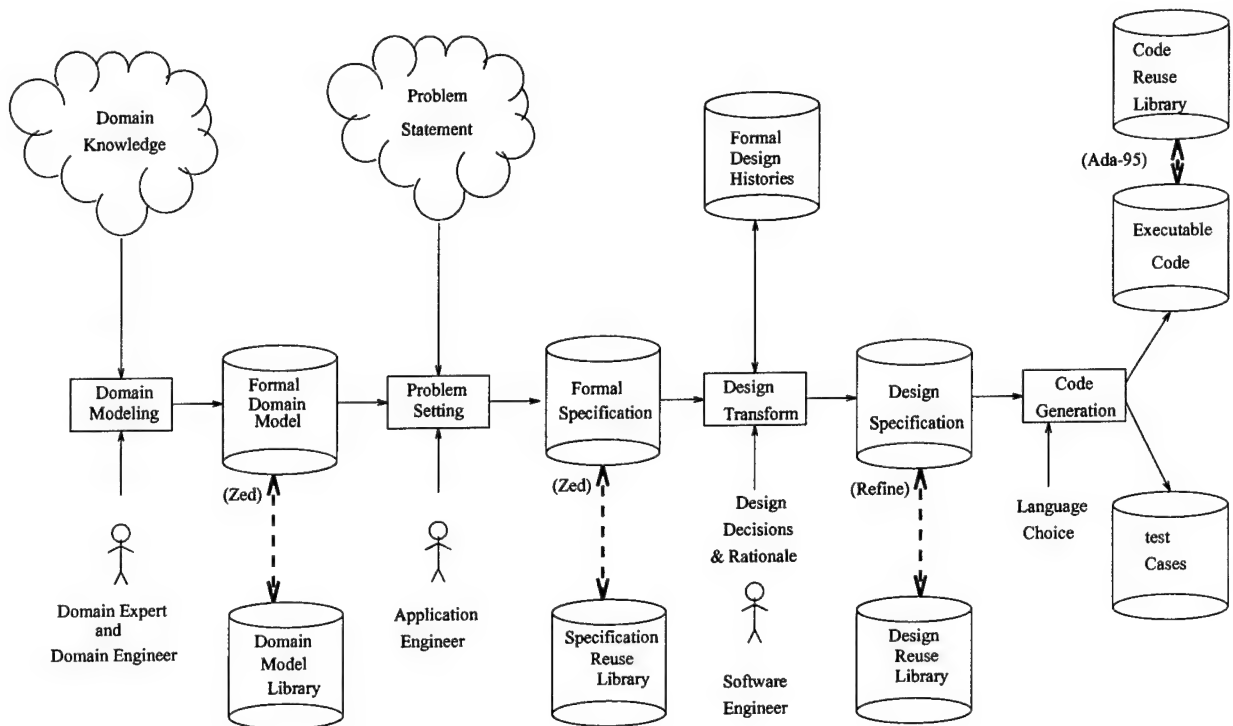 Domain
Knowledge
Problem
Statement
Formal
Design
Histories
Code
Reuse
Library
(Ada-95)
Executable
Code
Domain
Modeling
Formal
Domain
Model
Problem
Setting
Formal
Specification
Design
Transform
Design
Specification
Code
Generation
(Zed)
(Zed)
(Refine)
Design
Decisions
& Rationale
Language
Choice
test
Cases
Domain Expert
and
Domain Engineer
Domain
Model
Library
Application
Engineer
Specification
Reuse
Library
Software
Engineer
Design
Reuse
Library